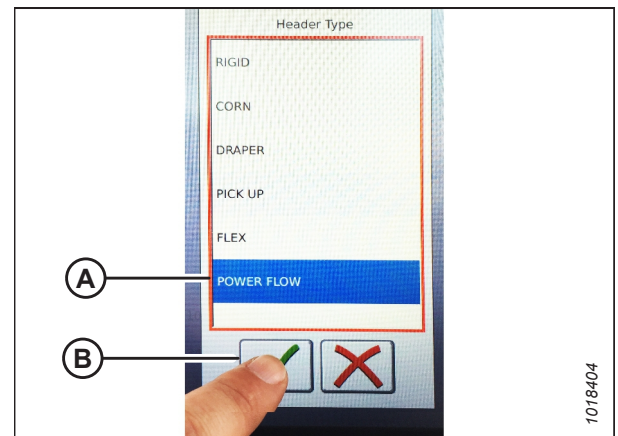 Header Type
RIGID
CORN
DRAPER
PICK UP
FLEX
A
POWER FLOW
B
1018404